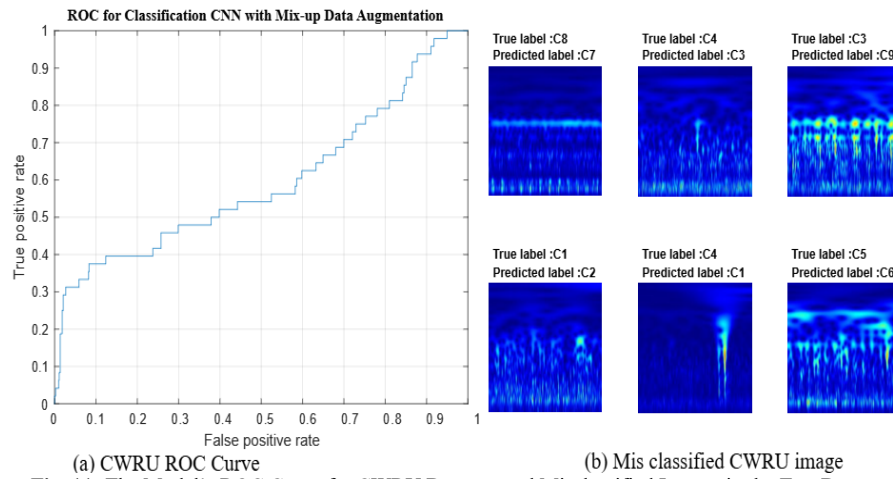 ROC for Classification CNN with Mix-up Data Augmentation
1
0.9
0.8
0.7
0.6
0.5
0.4
0.3
0.2
0.1
0
True positive rate
0 0.1 0.2 0.3 0.4 0.5 0.6 0.7 0.8 0.9 1
False positive rate
(a) CWRU ROC Curve
True label :C8
Predicted label :C7
True label :C4
Predicted label :C3
True label :C3
Predicted label :C9
True label :C1
Predicted label :C2
True label :C4
Predicted label :C1
True label :C5
Predicted label :C6
(b) Mis classified CWRU image